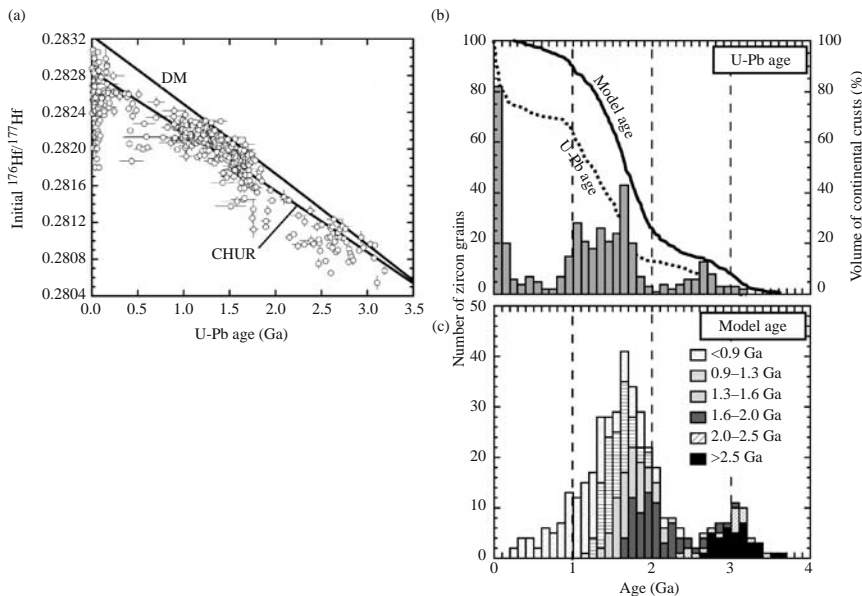 (a)
0.2832
0.2828
0.2824
0.2820
0.2816
0.2812
0.2808
0.2804
Initial ¹⁷⁶Hf/¹⁷⁷Hf
DM
CHUR
0.0 0.5 1.0 1.5 2.0 2.5 3.0 3.5
U-Pb age (Ga)
(b)
U-Pb age
Model age
U-Pb age
100
80
60
40
20
0
100
80
60
40
20
0
Number of zircon grains
Volume of continental crusts (%)
(c)
Model age
<0.9 Ga
0.9–1.3 Ga
1.3–1.6 Ga
1.6–2.0 Ga
2.0–2.5 Ga
>2.5 Ga
50
40
30
20
10
0
0 1 2 3 4
Age (Ga)